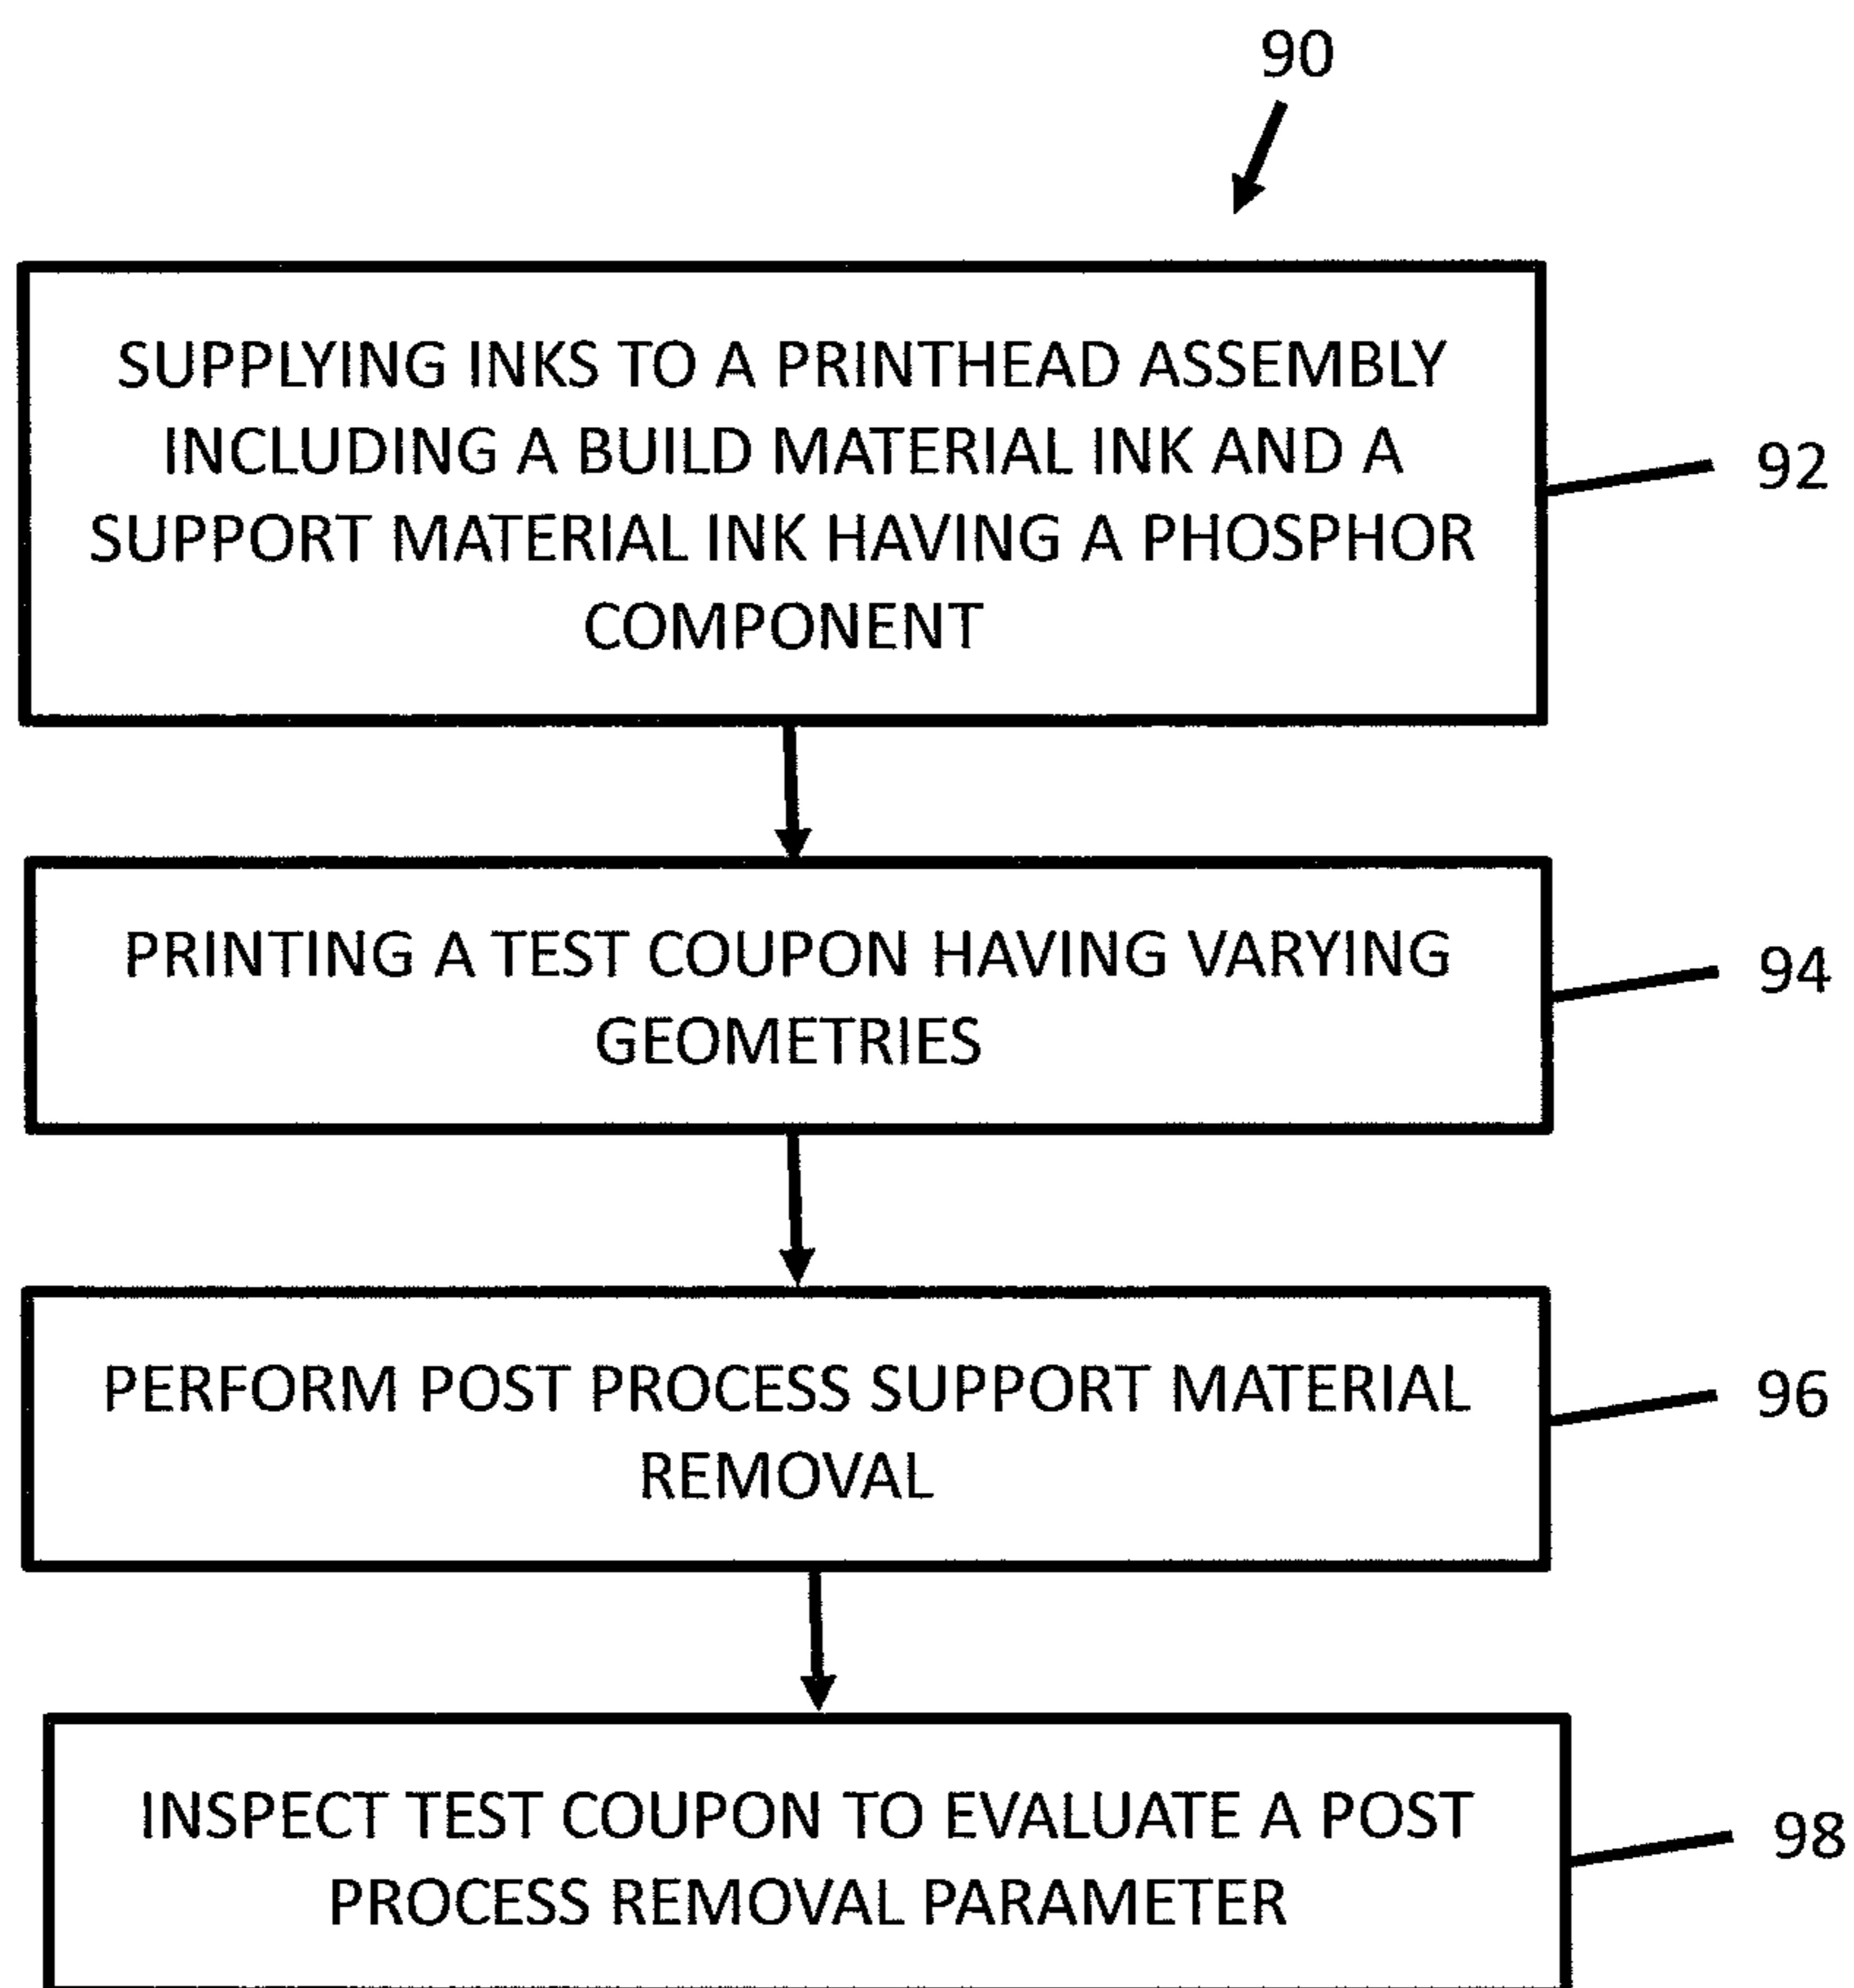 90
SUPPLYING INKS TO A PRINTHEAD ASSEMBLY
INCLUDING A BUILD MATERIAL INK AND A
SUPPORT MATERIAL INK HAVING A PHOSPHOR
COMPONENT
92
PRINTING A TEST COUPON HAVING VARYING
GEOMETRIES
94
PERFORM POST PROCESS SUPPORT MATERIAL
REMOVAL
96
INSPECT TEST COUPON TO EVALUATE A POST
PROCESS REMOVAL PARAMETER
98